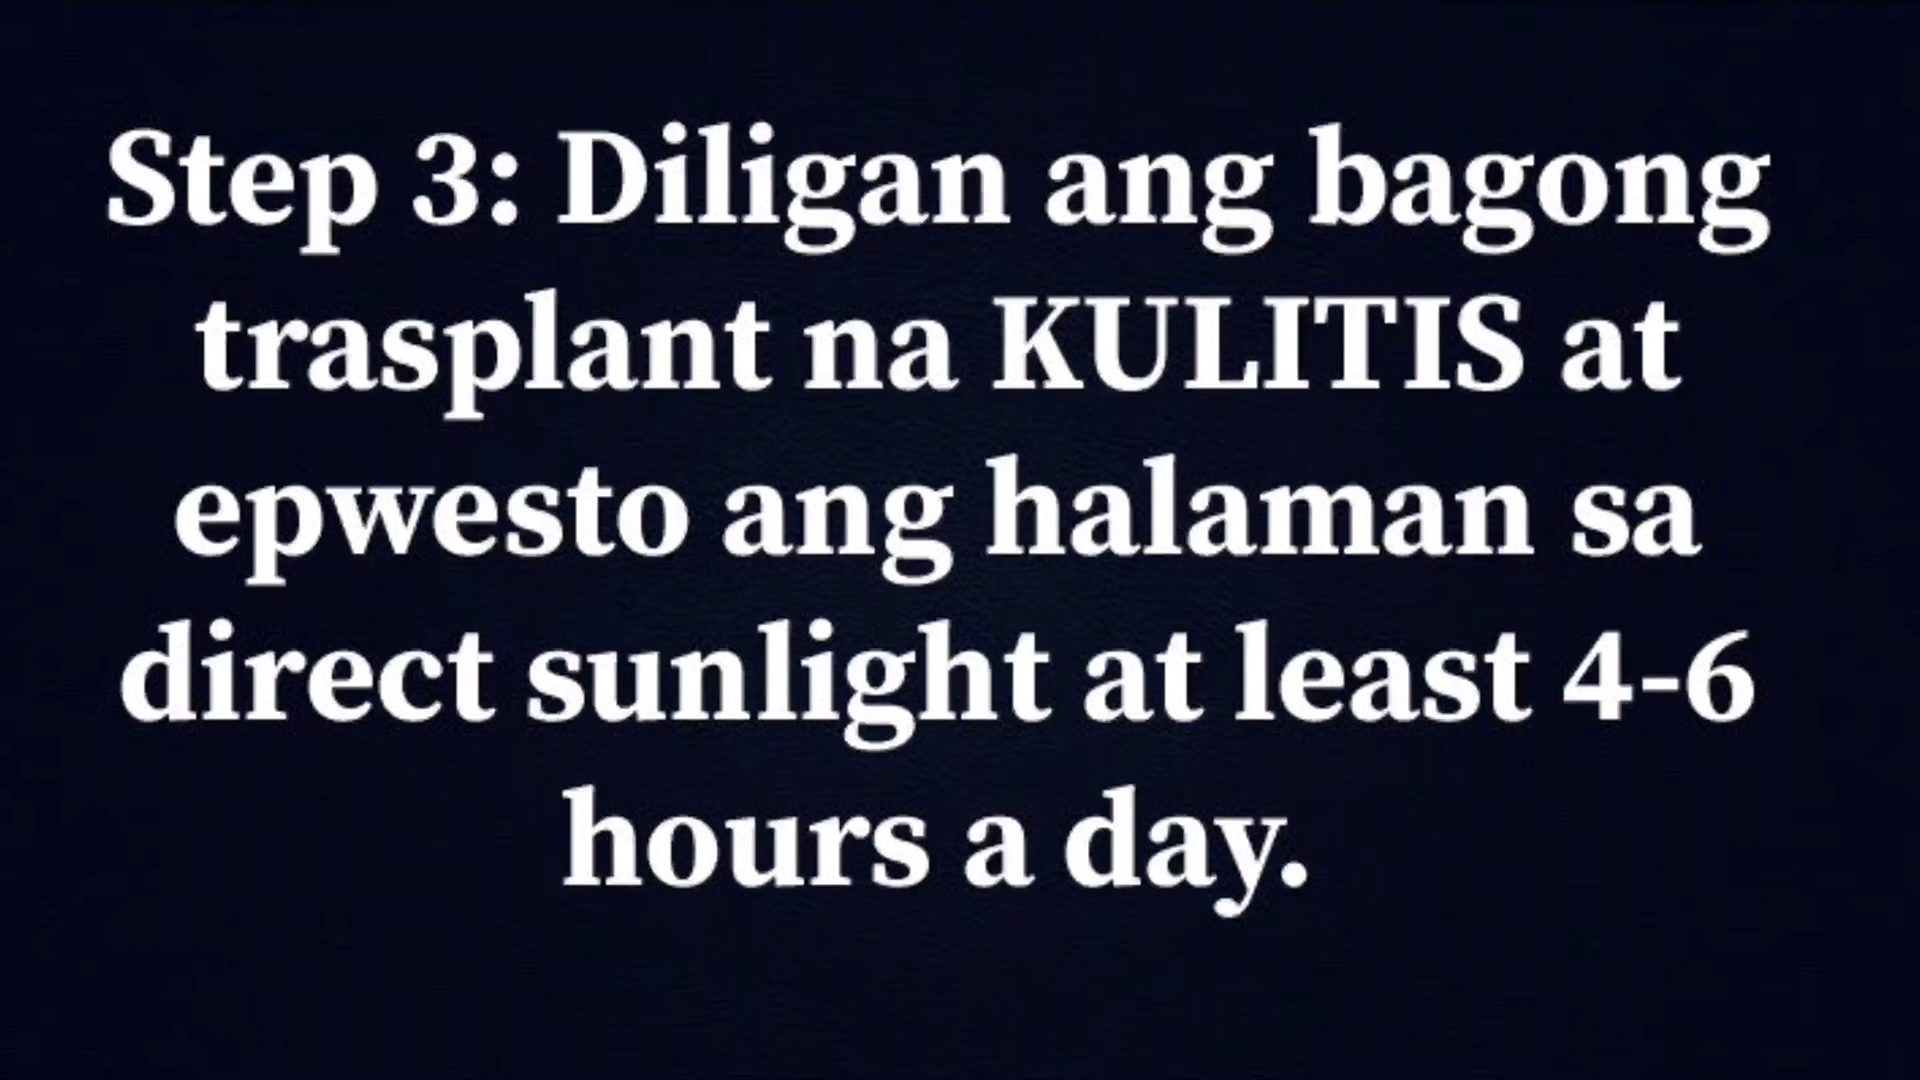 Step 3: Diligan ang bagong
trasplant na KULITIS at
epwesto ang halaman sa
direct sunlight at least 4-6
hours a day.